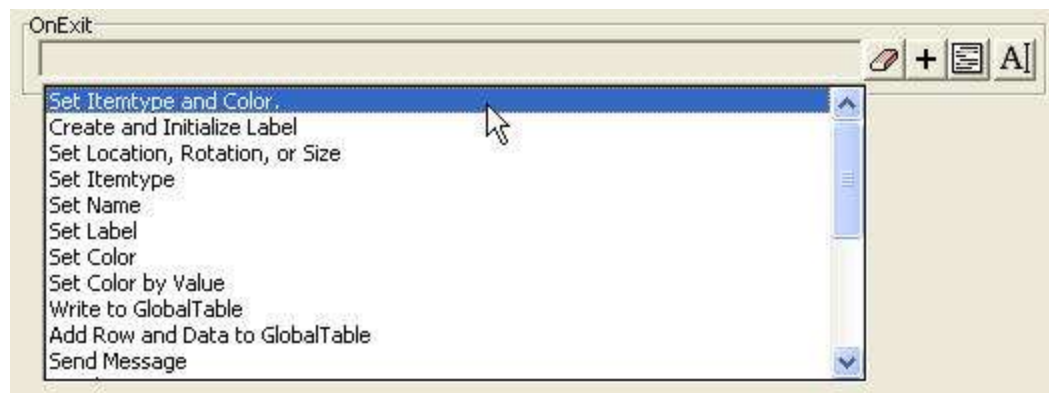 OnExit
A
Set Itemtype and Color.
Create and Initialize Label
Set Location, Rotation, or Size
Set Itemtype
Set Name
Set Label
Set Color
Set Color by Value
Write to GlobalTable
Add Row and Data to GlobalTable
Send Message